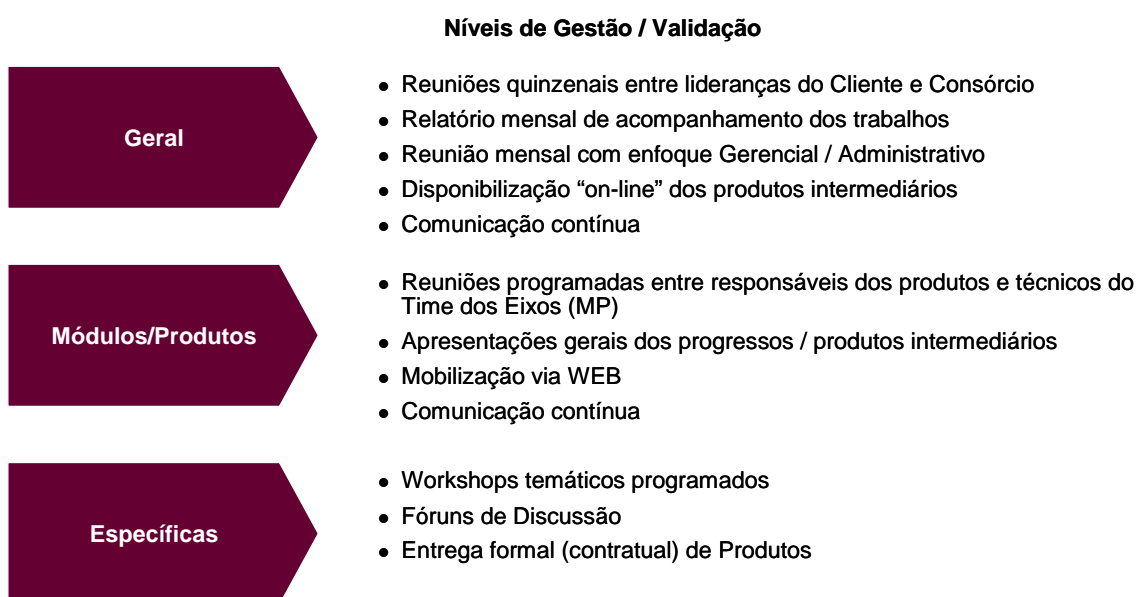 Níveis de Gestão / Validação
Geral
• Reuniões quinzenais entre lideranças do Cliente e Consórcio
• Relatório mensal de acompanhamento dos trabalhos
• Reunião mensal com enfoque Gerencial / Administrativo
• Disponibilização “on-line” dos produtos intermediários
• Comunicação contínua
Módulos/Produtos
• Reuniões programadas entre responsáveis dos produtos e técnicos do
Time dos Eixos (MP)
• Apresentações gerais dos progressos / produtos intermediários
• Mobilização via WEB
• Comunicação contínua
Específicas
• Workshops temáticos programados
• Fóruns de Discussão
• Entrega formal (contratual) de Produtos